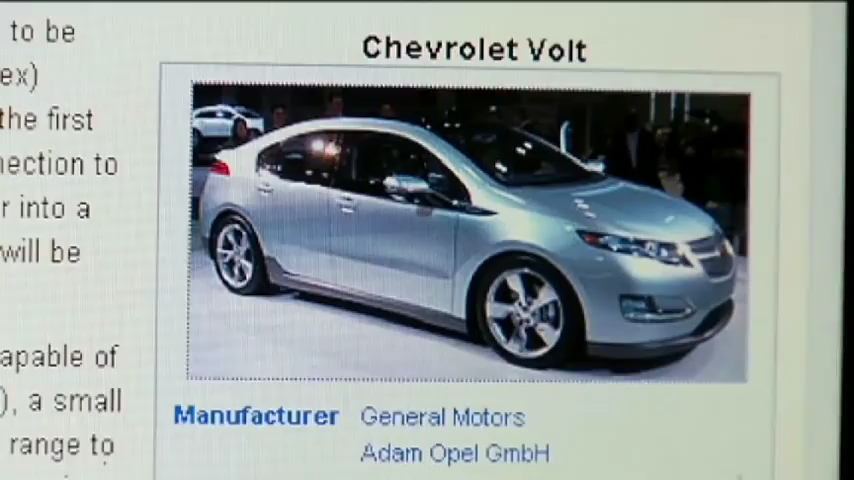 to be
ex)
the first
nection to
r into a
will be
apable of
), a small
range to
Chevrolet Volt
Manufacturer General Motors
Adam Opel GmbH